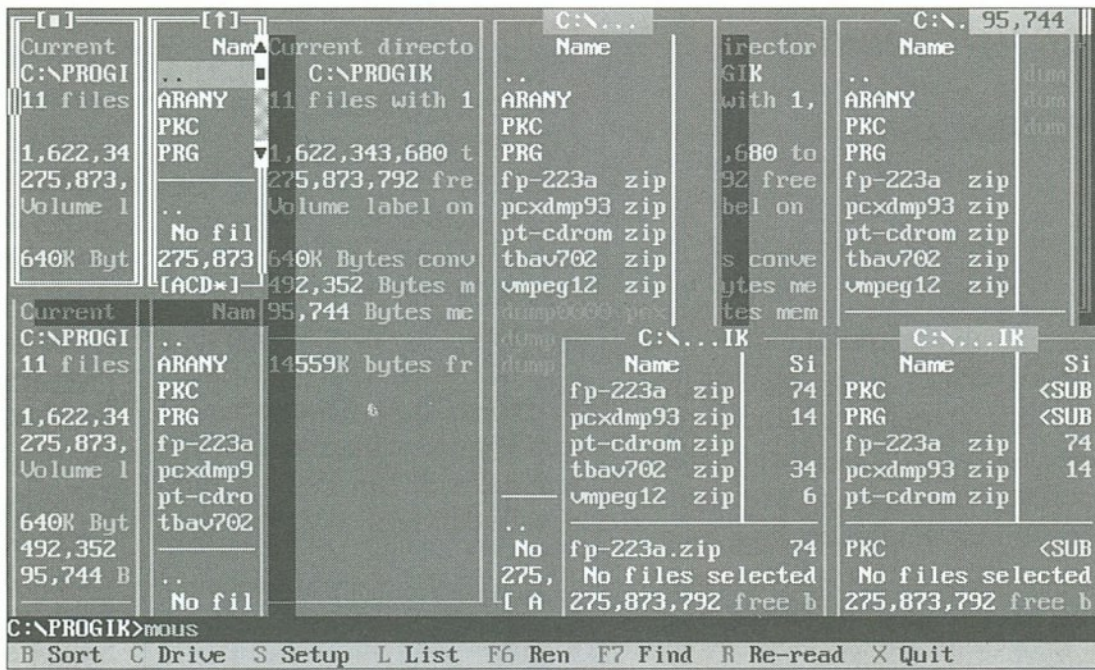 [■] [↑] C:\... C:\. 95,744
Current Nam Current directo Name irector Name
C:\PROGI .. C:\PROGIK .. GIK ..
11 files ARANY 11 files with 1 ARANY with 1, ARANY dum
PKC PKC PKC dum
1,622,34 PRG 1,622,343,680 t PRG ,680 to PRG
275,873, 275,873,792 fre fp-223a zip 92 free fp-223a zip
Volume l .. Volume label on pcxdmp93 zip bel on pcxdmp93 zip
No fil pt-cdrom zip pt-cdrom zip
640K Byt 275,873 640K Bytes conv tbav702 zip s conve tbav702 zip
[ACD*] 492,352 Bytes m vmpeg12 zip ytes me vmpeg12 zip
Current Nam 95,744 Bytes me tes mem
C:\PROGI .. dump C:\...IK C:\...IK
11 files ARANY 14559K bytes fr dump Name Si Name Si
PKC fp-223a zip 74 PKC <SUB
1,622,34 PRG pcxdmp93 zip 14 PRG <SUB
275,873, fp-223a pt-cdrom zip fp-223a zip 74
Volume l pcxdmp9 tbav702 zip 34 pcxdmp93 zip 14
pt-cdro vmpeg12 zip 6 pt-cdrom zip
640K Byt tbav702 ..
492,352 No fp-223a.zip 74 PKC <SUB
95,744 B .. 275, No files selected No files selected
No fil [ A 275,873,792 free b 275,873,792 free b
C:\PROGIK>mous
B Sort C Drive S Setup L List F6 Ren F7 Find R Re-read X Quit